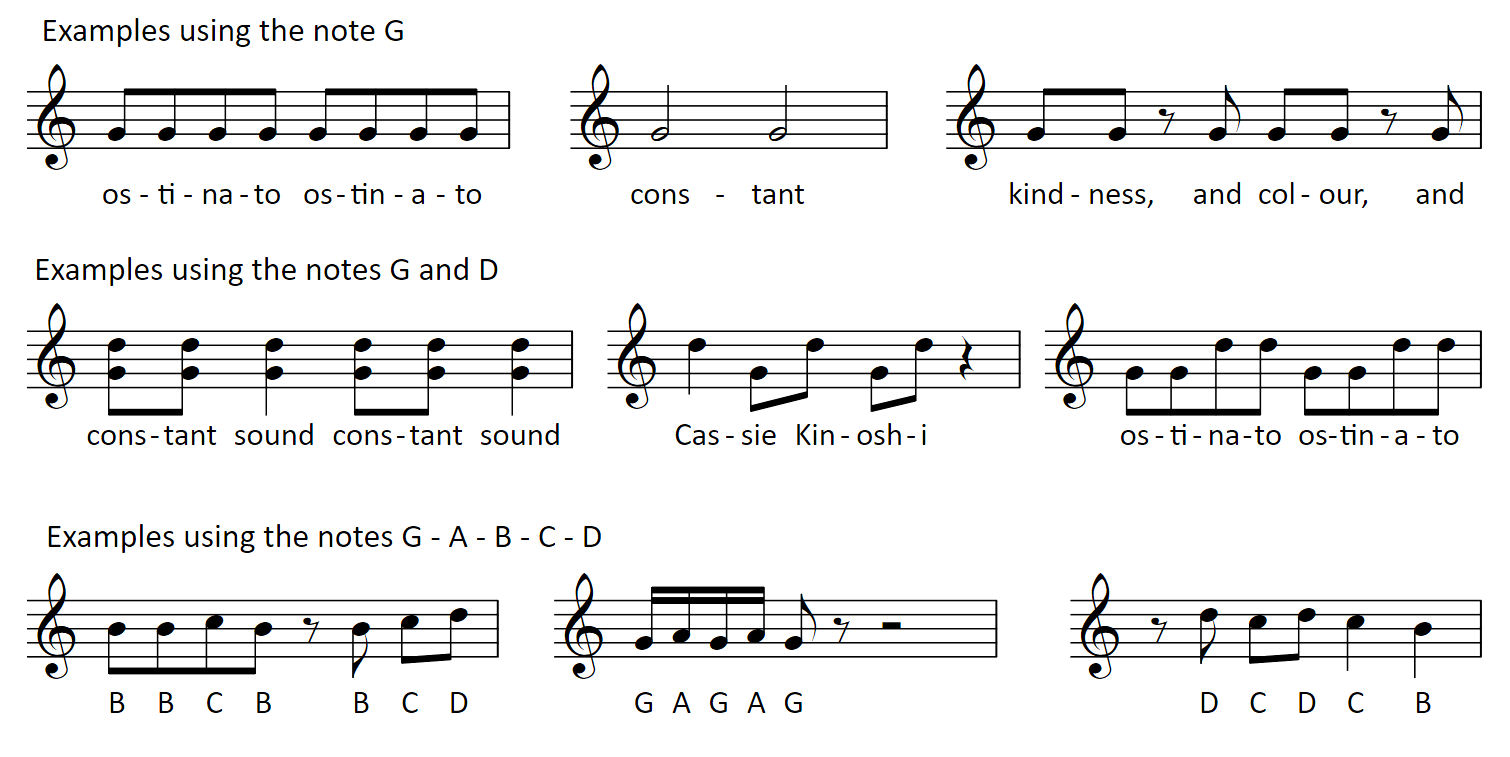 Examples using the note G
os - ti - na - to os - tin - a - to cons - tant kind - ness, and col - our, and
Examples using the notes G and D
cons - tant sound cons - tant sound Cas - sie Kin - osh - i os - ti - na - to os - tin - a - to
Examples using the notes G - A - B - C - D
B B C B B C D G A G A G D C D C B